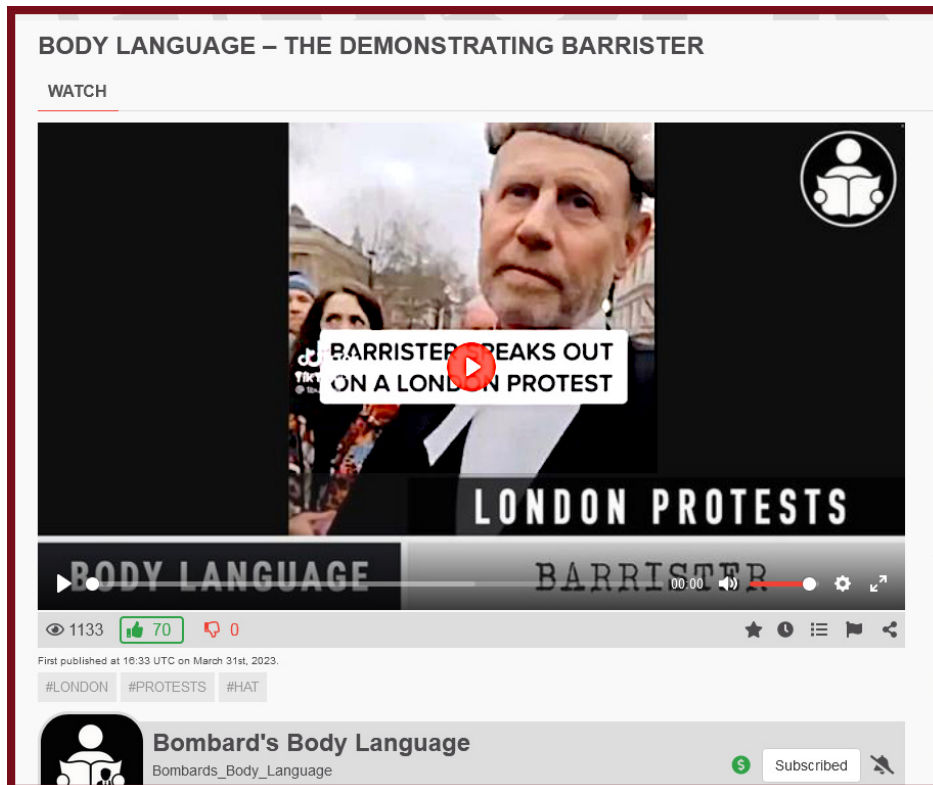 BODY LANGUAGE – THE DEMONSTRATING BARRISTER
WATCH
BARRISTER SPEAKS OUT
ON A LONDON PROTEST
LONDON PROTESTS
BODY LANGUAGE
BARRISTER
00:00
1133 70 0
First published at 16:33 UTC on March 31st, 2023.
#LONDON #PROTESTS #HAT
Bombard's Body Language
Bombards_Body_Language
Subscribed